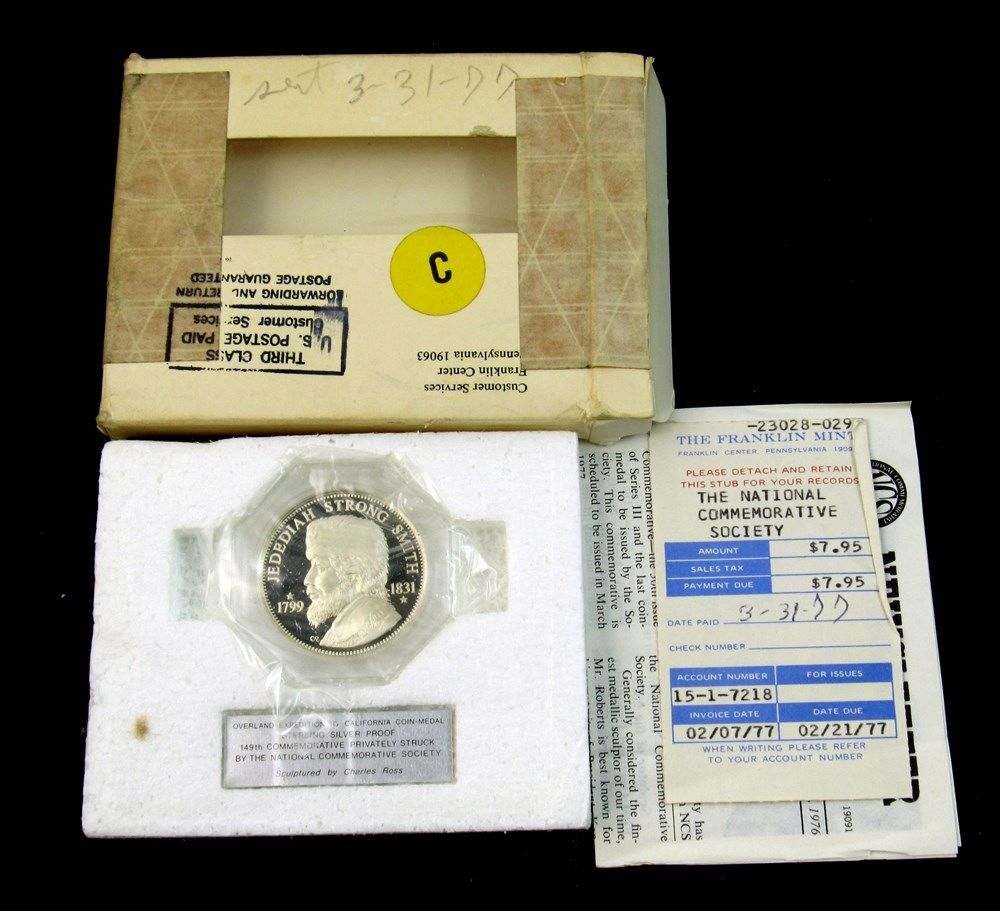 sent 3-31-77
C
FORWARDING AND RETURN
POSTAGE GUARANTEED
THIRD CLASS
U.S. POSTAGE PAID
Customer Services
Customer Services
Franklin Center
Pennsylvania 19063
JEDEDIAH STRONG SMITH
1799
1831
CR
OVERLAND EXPEDITION TO CALIFORNIA COIN-MEDAL
STERLING SILVER PROOF
149th COMMEMORATIVE PRIVATELY STRUCK
BY THE NATIONAL COMMEMORATIVE SOCIETY
Sculptured by Charles Ross
-23028-029
THE FRANKLIN MINT
FRANKLIN CENTER, PENNSYLVANIA 1909
PLEASE DETACH AND RETAIN
THIS STUB FOR YOUR RECORDS
THE NATIONAL
COMMEMORATIVE
SOCIETY
AMOUNT $7.95
SALES TAX
PAYMENT DUE $7.95
DATE PAID 3-31-77
CHECK NUMBER
ACCOUNT NUMBER FOR ISSUES
15-1-7218
INVOICE DATE DATE DUE
02/07/77 02/21/77
WHEN WRITING PLEASE REFER
TO YOUR ACCOUNT NUMBER
of Series III and the last coin-
medal to be issued by the So-
ciety. This commemorative is
scheduled to be issued in March
1977
the National Commemorative
Society.
Generally considered the fin-
est medallic sculptor of our time,
Mr. Roberts is best known for
ty has
NCS
19091
1976